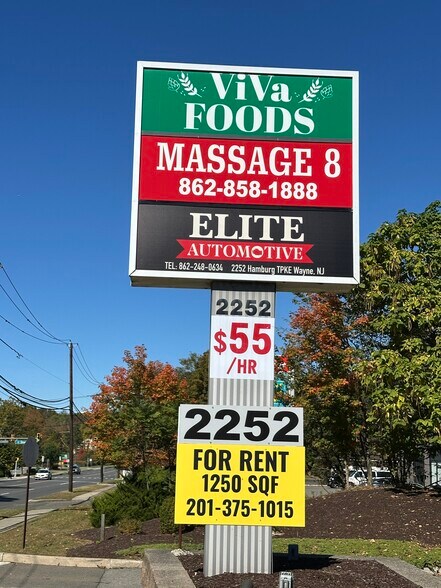 ViVa
FOODS
MASSAGE 8
862-858-1888
ELITE
AUTOMOTIVE
TEL: 862-248-0634 2252 Hamburg TPKE Wayne, NJ
2252
$55
/HR
2252
FOR RENT
1250 SQF
201-375-1015